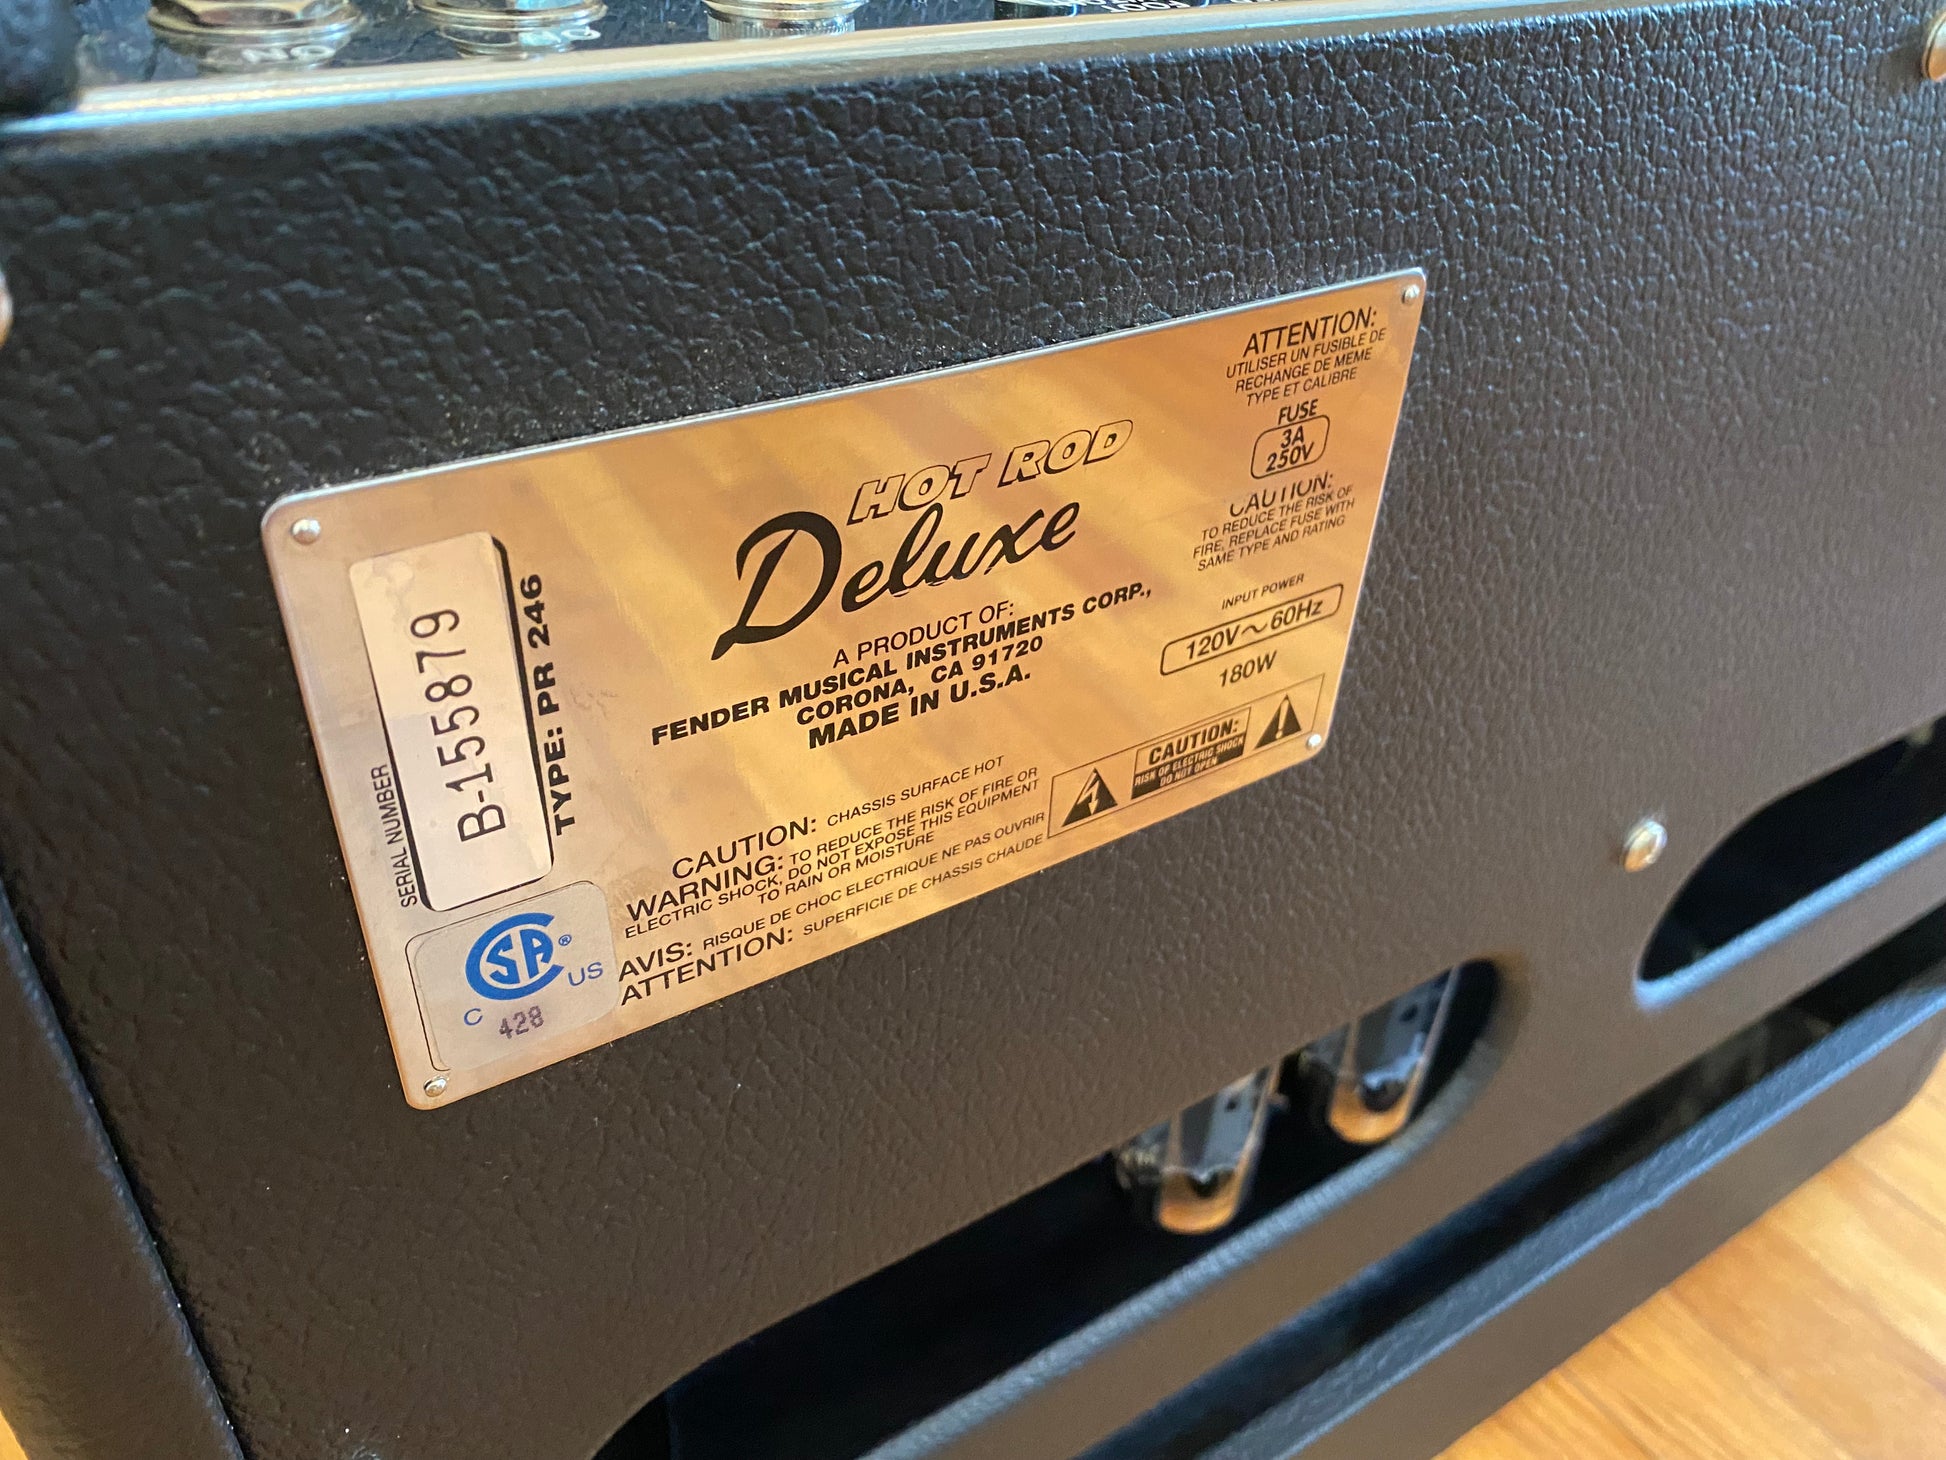 GND
HOT ROD
Deluxe
A PRODUCT OF:
FENDER MUSICAL INSTRUMENTS CORP.,
CORONA, CA 91720
MADE IN U.S.A.
SERIAL NUMBER
B-155879
TYPE: PR 246
CSA®
C US
428
CAUTION: CHASSIS SURFACE HOT
WARNING: TO REDUCE THE RISK OF FIRE OR
ELECTRIC SHOCK, DO NOT EXPOSE THIS EQUIPMENT
TO RAIN OR MOISTURE
AVIS: RISQUE DE CHOC ELECTRIQUE NE PAS OUVRIR
ATTENTION: SUPERFICIE DE CHASSIS CHAUDE
ATTENTION:
UTILISER UN FUSIBLE DE
RECHANGE DE MEME
TYPE ET CALIBRE
FUSE
3A
250V
CAUTION:
TO REDUCE THE RISK OF
FIRE, REPLACE FUSE WITH
SAME TYPE AND RATING
INPUT POWER
120V~60Hz
180W
CAUTION:
RISK OF ELECTRIC SHOCK
DO NOT OPEN